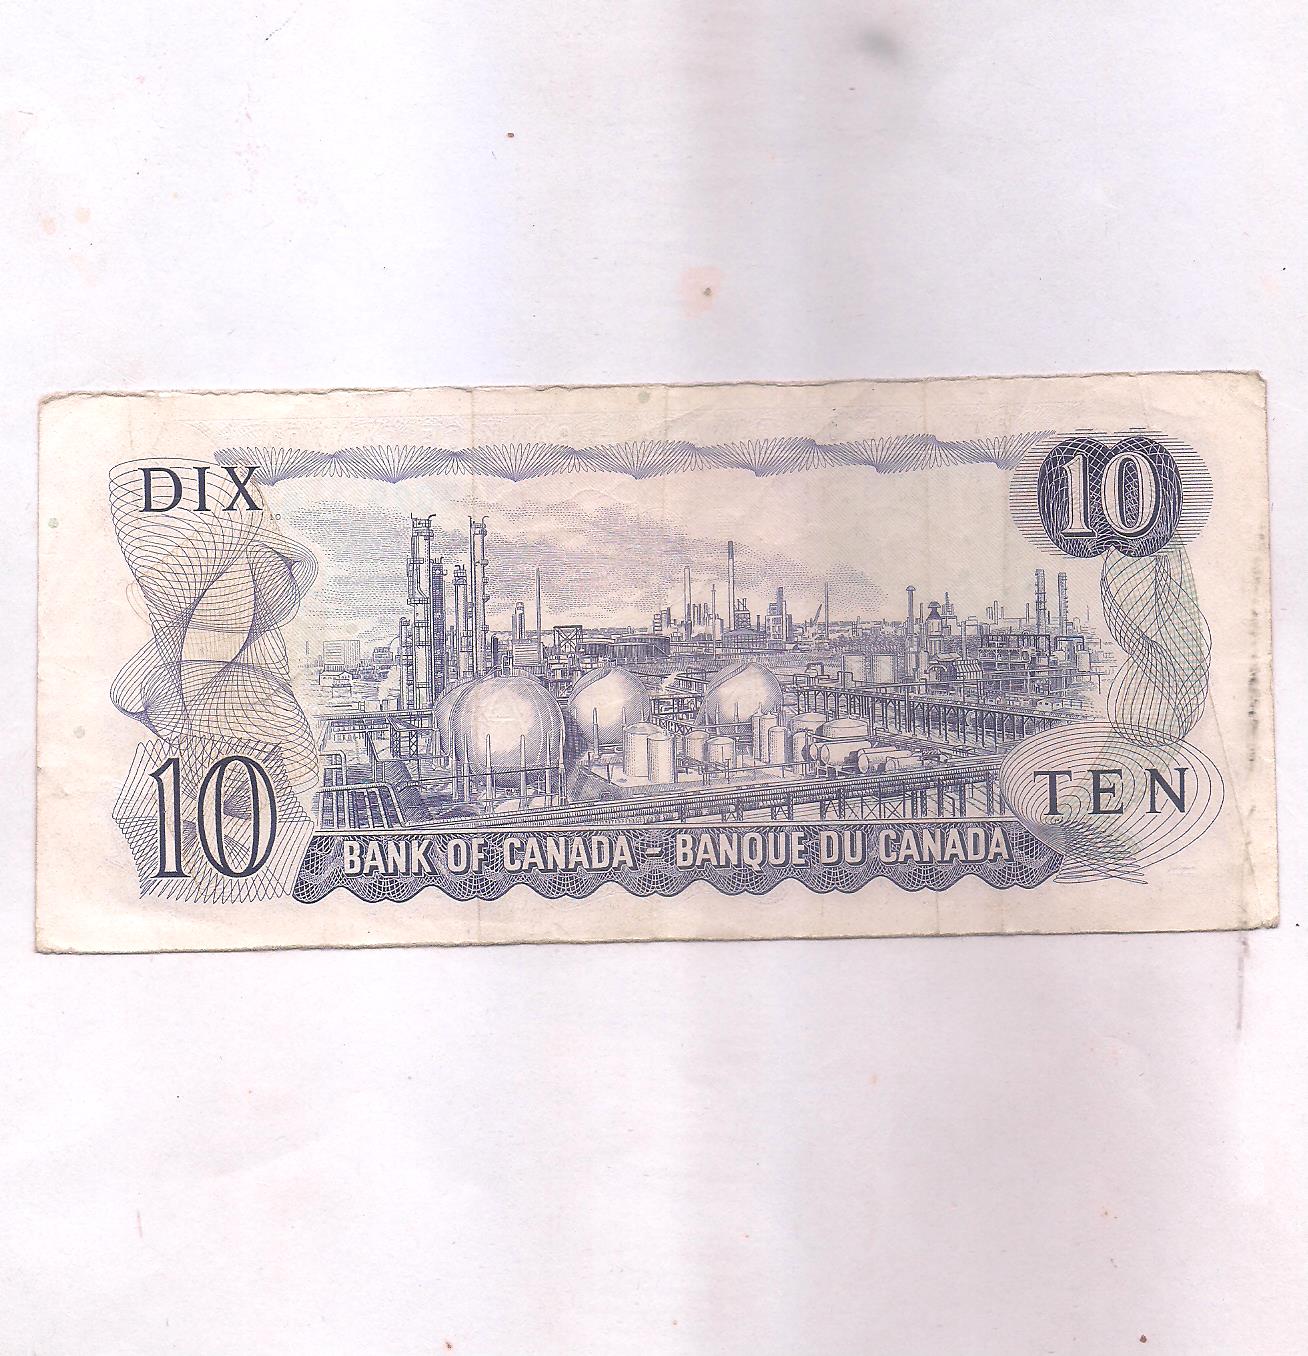 DIX
10
10
TEN
BANK OF CANADA - BANQUE DU CANADA